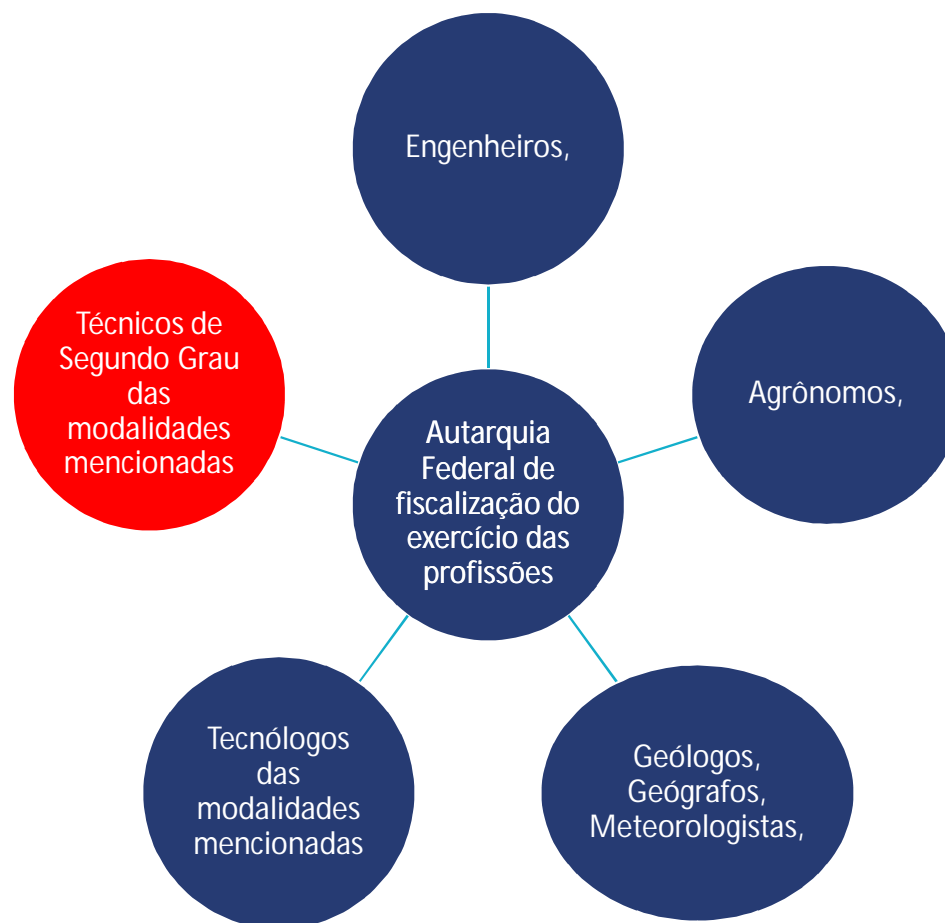 Engenheiros,
Técnicos de
Segundo Grau
das
modalidades
mencionadas
Agrônomos,
Autarquia
Federal de
fiscalização do
exercício das
profissões
Tecnólogos
das
modalidades
mencionadas
Geólogos,
Geógrafos,
Meteorologistas,